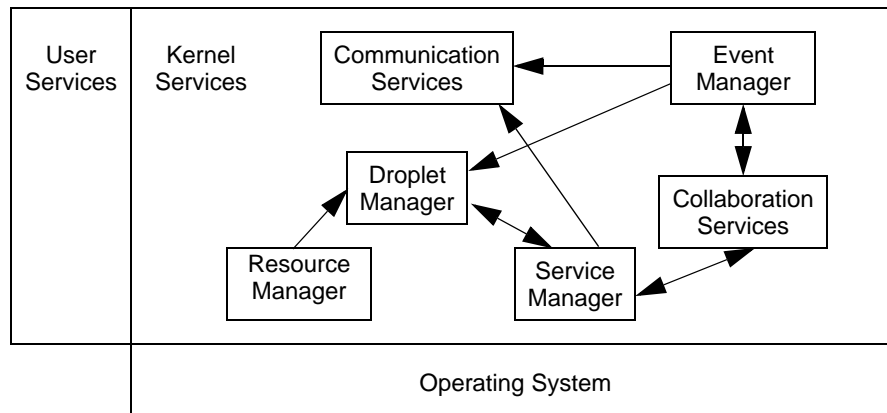 User
Services
Kernel
Services
Communication
Services
Event
Manager
Droplet
Manager
Collaboration
Services
Resource
Manager
Service
Manager
Operating System